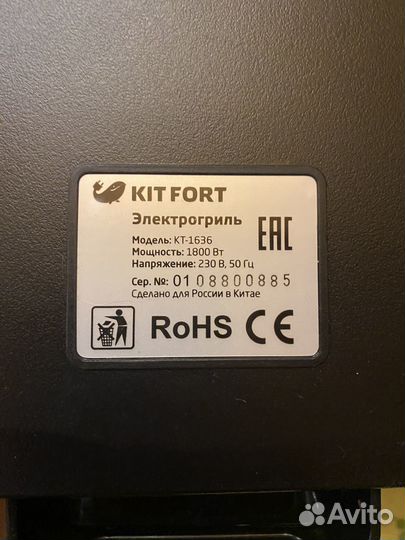 KITFORT
Электрогриль
Модель: КТ-1636
Мощность: 1800 Вт
Напряжение: 230 В, 50 Гц
Сер. №: 0108800885
Сделано для России в Китае
EAC
RoHS CE
Avito